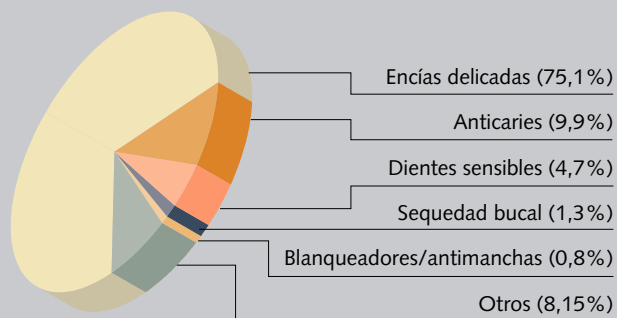 Encías delicadas (75,1%)
Anticaries (9,9%)
Dientes sensibles (4,7%)
Sequedad bucal (1,3%)
Blanqueadores/antimanchas (0,8%)
Otros (8,15%)